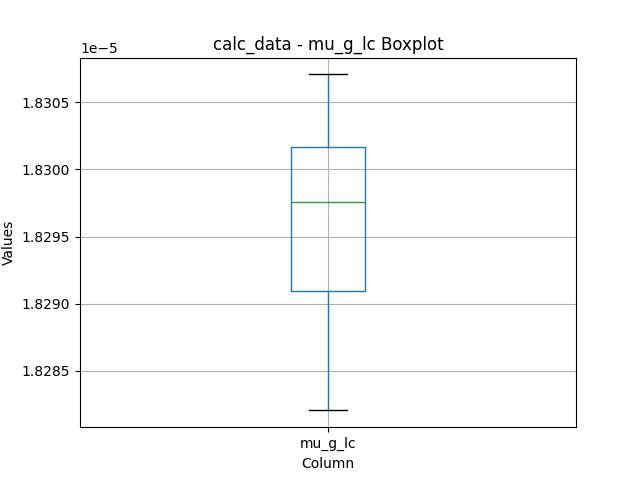 calc_data - mu_g_lc Boxplot
1e−5
1.8305
1.8300
1.8295
1.8290
1.8285
Values
mu_g_lc
Column